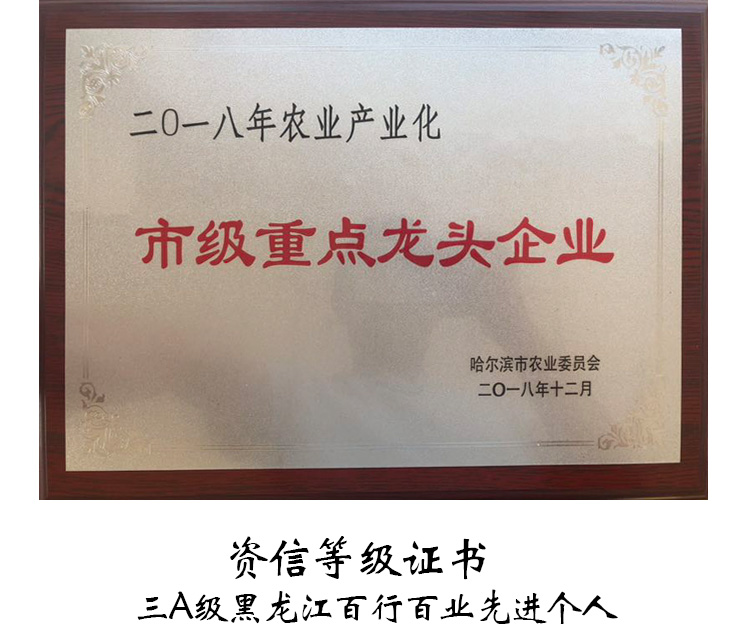 二〇一八年农业产业化
市级重点龙头企业
哈尔滨市农业委员会
二〇一八年十二月
资信等级证书
三A级黑龙江百行百业先进个人